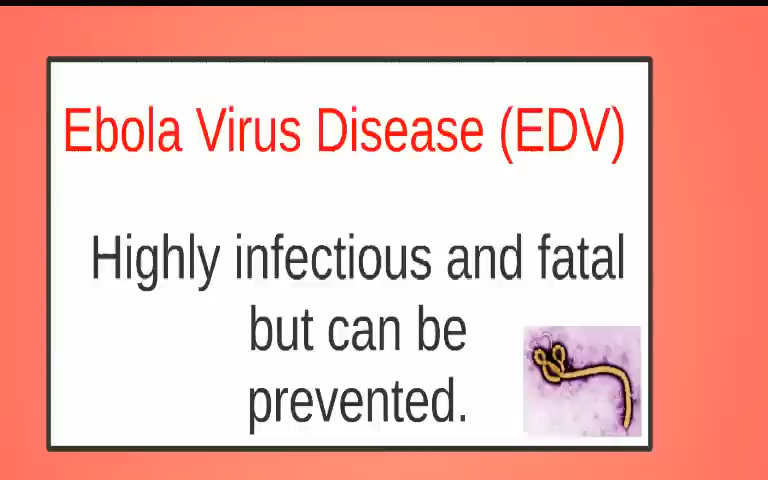 Ebola Virus Disease (EDV)
Highly infectious and fatal
but can be
prevented.